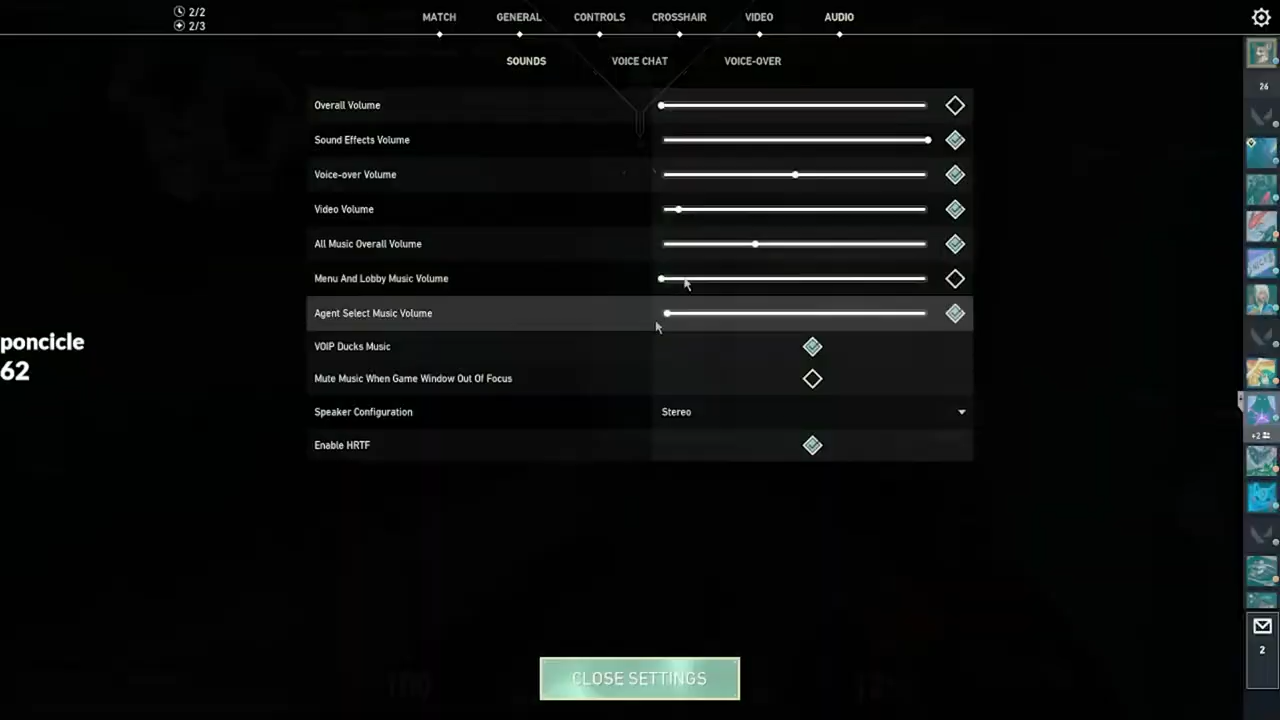 2/2
2/3
MATCH
GENERAL
CONTROLS
CROSSHAIR
VIDEO
AUDIO
SOUNDS
VOICE CHAT
VOICE-OVER
26
Overall Volume
Sound Effects Volume
Voice-over Volume
Video Volume
All Music Overall Volume
Menu And Lobby Music Volume
Agent Select Music Volume
VOIP Ducks Music
poncicle
62
Mute Music When Game Window Out Of Focus
Speaker Configuration
Stereo
Enable HRTF
+2
2
CLOSE SETTINGS